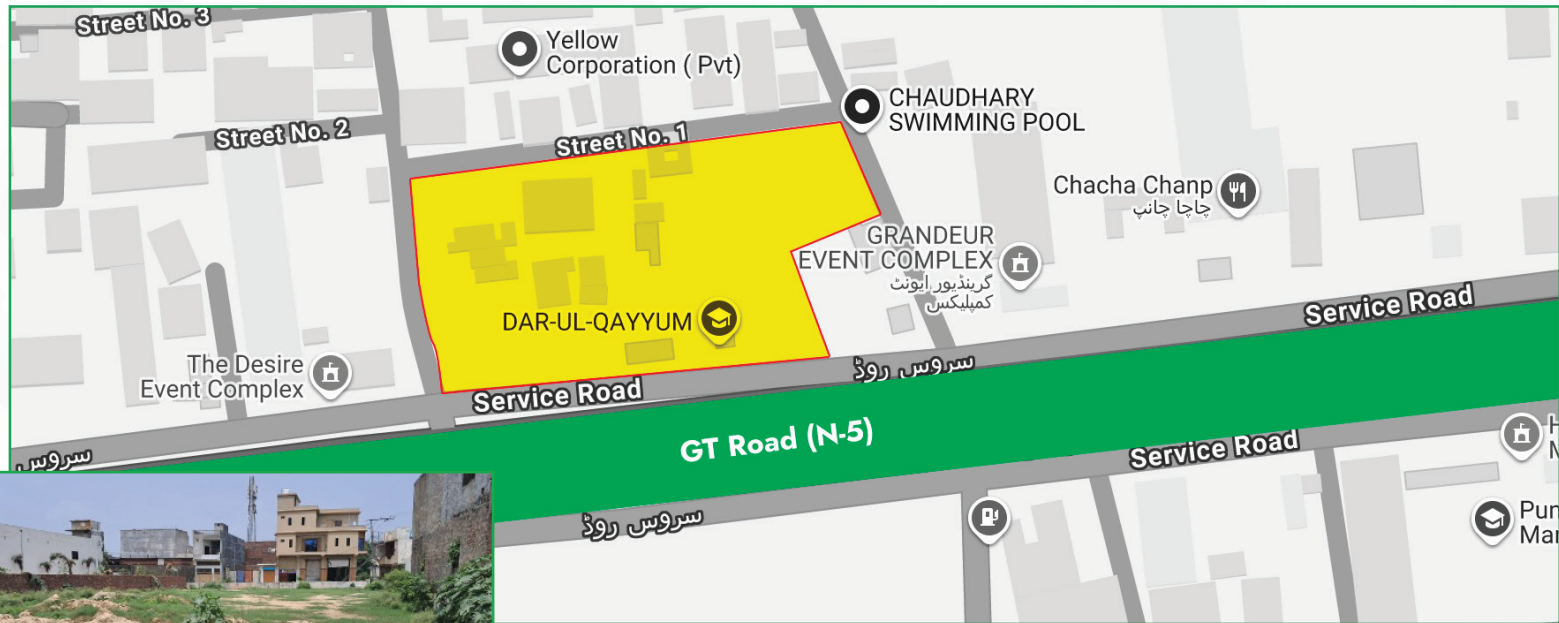 Street No. 3
Yellow
Corporation ( Pvt)
CHAUDHARY
SWIMMING POOL
Street No. 2
Street No. 1
Chacha Chanp
چاچا چانپ
GRANDEUR
EVENT COMPLEX
گرینڈیور ایونٹ
کمپلیکس
DAR-UL-QAYYUM
Service Road
The Desire
Event Complex
سروس روڈ
Service Road
GT Road (N-5)
سروس
Service Road
H
M
سروس روڈ
Pun
Mar